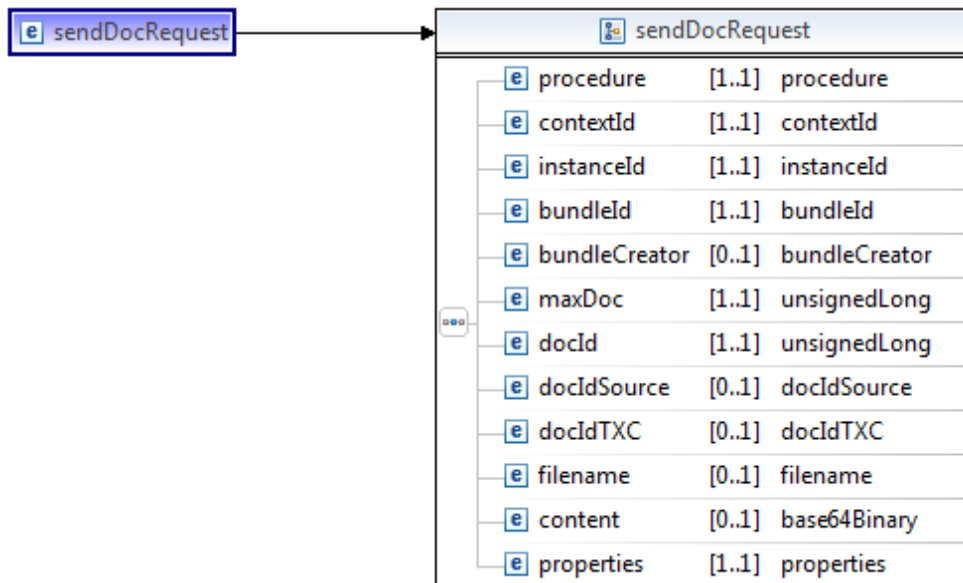 sendDocRequest
sendDocRequest
procedure [1..1] procedure
contextId [1..1] contextId
instanceId [1..1] instanceId
bundleId [1..1] bundleId
bundleCreator [0..1] bundleCreator
maxDoc [1..1] unsignedLong
docId [1..1] unsignedLong
docIdSource [0..1] docIdSource
docIdTXC [0..1] docIdTXC
filename [0..1] filename
content [0..1] base64Binary
properties [1..1] properties